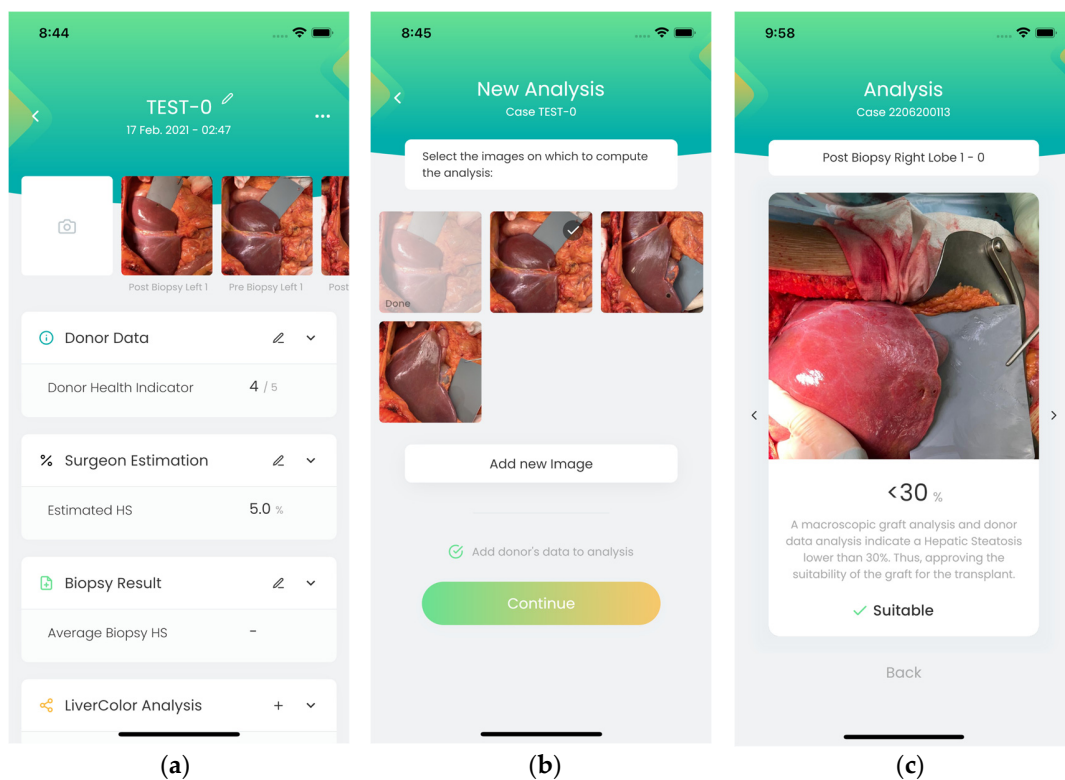 8:44
TEST-0
17 Feb. 2021 - 02:47
Post Biopsy Left 1
Pre Biopsy Left 1
Post
Donor Data
Donor Health Indicator
4 / 5
% Surgeon Estimation
Estimated HS
5.0 %
Biopsy Result
Average Biopsy HS
-
LiverColor Analysis
+
(a)
8:45
New Analysis
Case TEST-0
Select the images on which to compute
the analysis:
Done
Add new Image
Add donor's data to analysis
Continue
(b)
9:58
Analysis
Case 2206200113
Post Biopsy Right Lobe 1 - 0
<30 %
A macroscopic graft analysis and donor
data analysis indicate a Hepatic Steatosis
lower than 30%. Thus, approving the
suitability of the graft for the transplant.
Suitable
Back
(c)